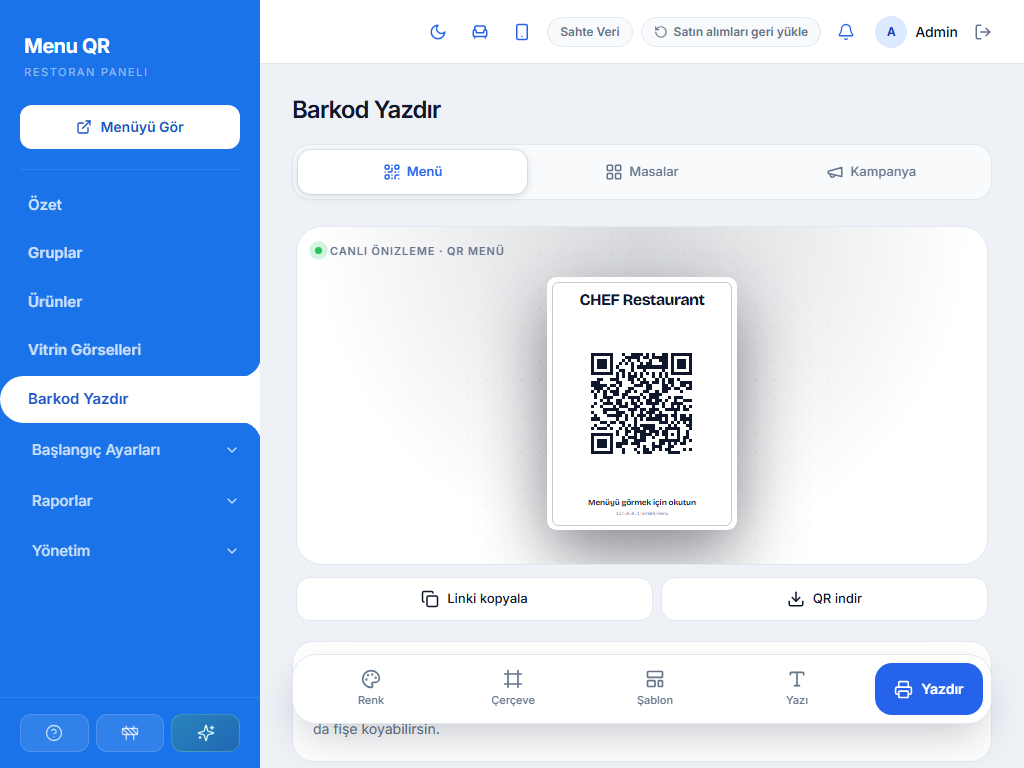 Menu QR
RESTORAN PANELI
Menüyü Gör
Özet
Gruplar
Ürünler
Vitrin Görselleri
Barkod Yazdır
Başlangıç Ayarları
Raporlar
Yönetim
Sahte Veri
Satın alımları geri yükle
A
Admin
Barkod Yazdır
Menü
Masalar
Kampanya
CANLI ÖNİZLEME · QR MENÜ
CHEF Restaurant
Menüyü görmek için okutun
Linki kopyala
QR indir
Renk
Çerçeve
Şablon
Yazı
Yazdır
da fişe koyabilirsin.